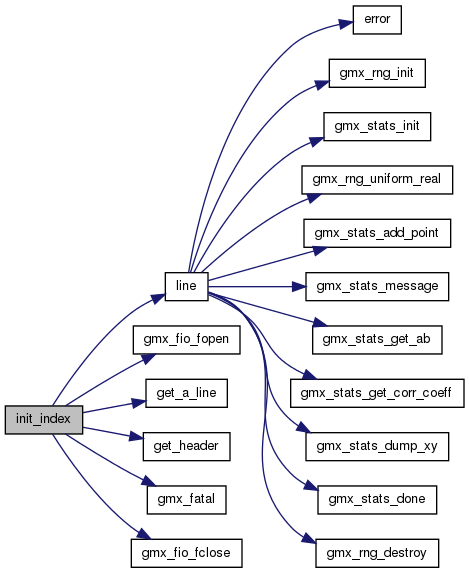 error
gmx_rng_init
gmx_stats_init
gmx_rng_uniform_real
gmx_stats_add_point
line
gmx_stats_message
gmx_fio_fopen
gmx_stats_get_ab
get_a_line
gmx_stats_get_corr_coeff
init_index
get_header
gmx_stats_dump_xy
gmx_fatal
gmx_stats_done
gmx_fio_fclose
gmx_rng_destroy